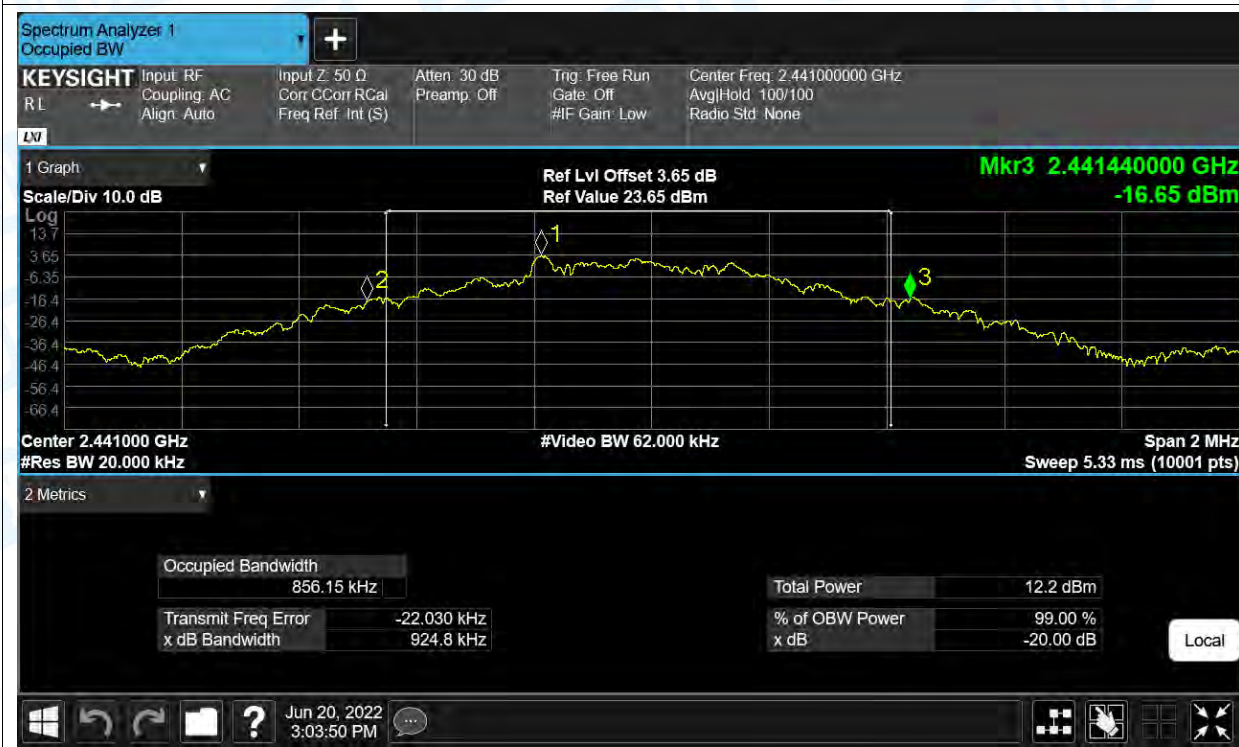 Spectrum Analyzer 1
Occupied BW
+
KEYSIGHT Input: RF Input Z: 50 Ω Atten: 30 dB Trig: Free Run Center Freq: 2.441000000 GHz
RL Coupling: AC Corr CCorr RCal Preamp: Off Gate: Off Avg|Hold: 100/100
Align: Auto Freq Ref: Int (S) #IF Gain: Low Radio Std: None
LXI
1 Graph
Ref Lvl Offset 3.65 dB
Mkr3 2.441440000 GHz
Scale/Div 10.0 dB Ref Value 23.65 dBm -16.65 dBm
Log
13.7
3.65
-6.35
-16.4
-26.4
-36.4
-46.4
-56.4
-66.4
1
2
3
Center 2.441000 GHz #Video BW 62.000 kHz Span 2 MHz
#Res BW 20.000 kHz Sweep 5.33 ms (10001 pts)
2 Metrics
Occupied Bandwidth
856.15 kHz Total Power 12.2 dBm
Transmit Freq Error -22.030 kHz % of OBW Power 99.00 %
x dB Bandwidth 924.8 kHz x dB -20.00 dB
Local
? Jun 20, 2022
3:03:50 PM